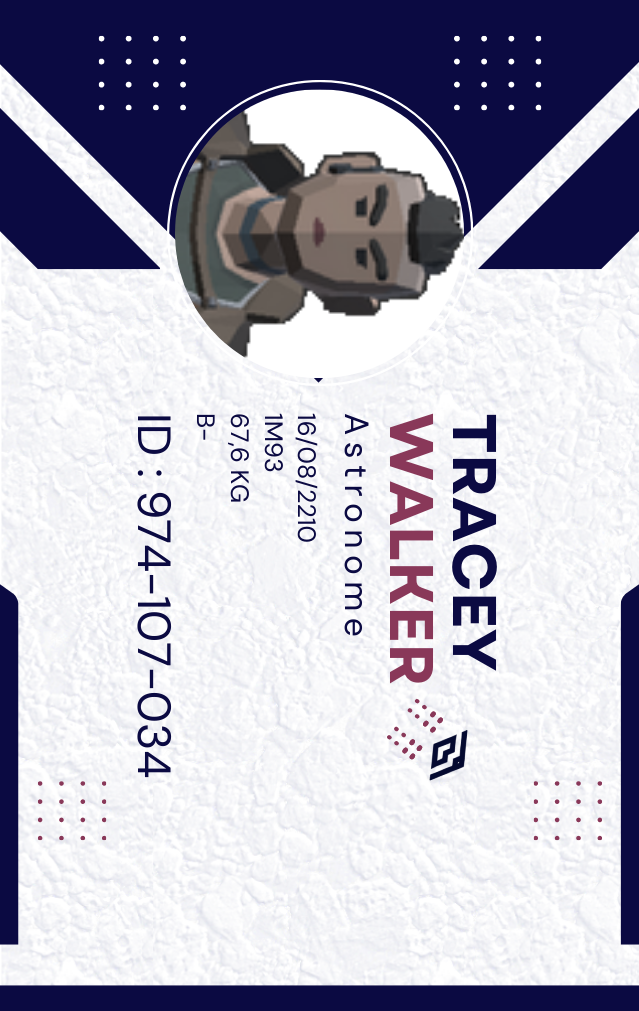 TRACEY
WALKER
Astronome
16/08/2210
1M93
67,6 KG
B-
ID : 974-107-034